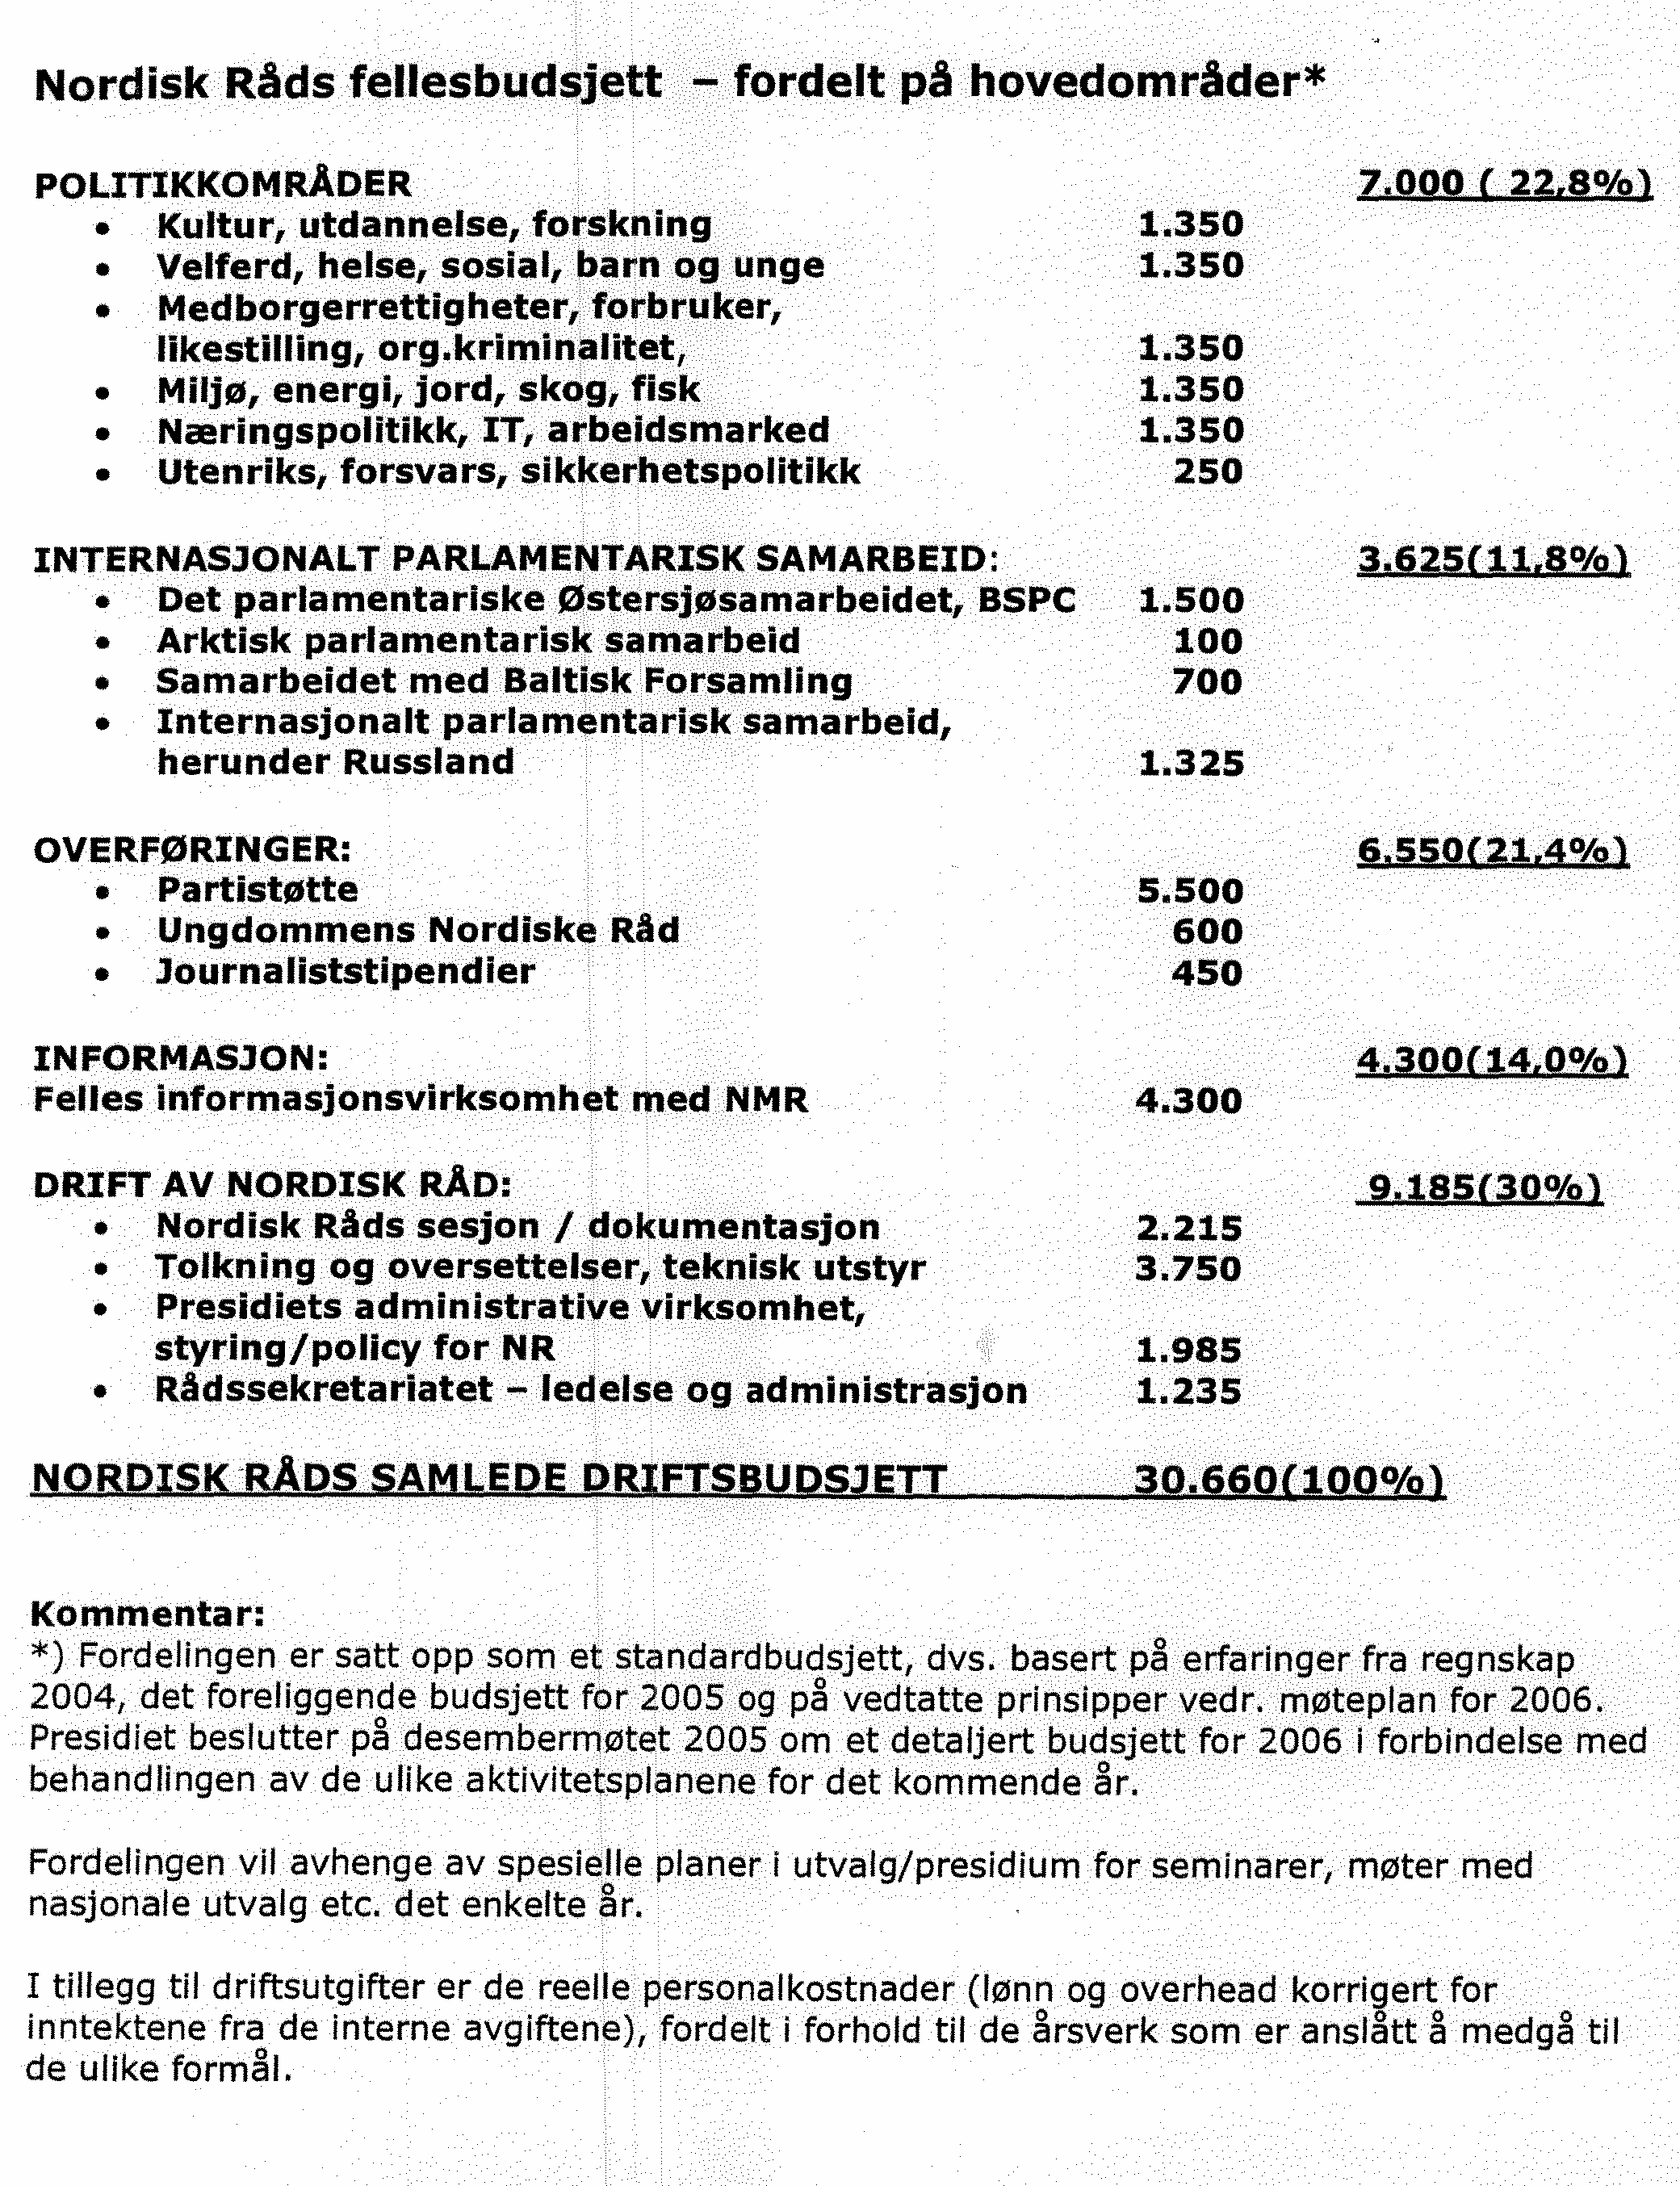 Nordisk Råds fellesbudsjett – fordelt på hovedområder*
POLITIKKOMRÅDER 7.000 ( 22,8%)
• Kultur, utdannelse, forskning 1.350
• Velferd, helse, sosial, barn og unge 1.350
• Medborgerrettigheter, forbruker,
likestilling, org.kriminalitet, 1.350
• Miljø, energi, jord, skog, fisk 1.350
• Næringspolitikk, IT, arbeidsmarked 1.350
• Utenriks, forsvars, sikkerhetspolitikk 250
INTERNASJONALT PARLAMENTARISK SAMARBEID: 3.625(11,8%)
• Det parlamentariske Østersjøsamarbeidet, BSPC 1.500
• Arktisk parlamentarisk samarbeid 100
• Samarbeidet med Baltisk Forsamling 700
• Internasjonalt parlamentarisk samarbeid,
herunder Russland 1.325
OVERFØRINGER: 6.550(21,4%)
• Partistøtte 5.500
• Ungdommens Nordiske Råd 600
• Journaliststipendier 450
INFORMASJON: 4.300(14,0%)
Felles informasjonsvirksomhet med NMR 4.300
DRIFT AV NORDISK RÅD: 9.185(30%)
• Nordisk Råds sesjon / dokumentasjon 2.215
• Tolkning og oversettelser, teknisk utstyr 3.750
• Presidiets administrative virksomhet,
styring/policy for NR 1.985
• Rådssekretariatet – ledelse og administrasjon 1.235
NORDISK RÅDS SAMLEDE DRIFTSBUDSJETT 30.660(100%)
Kommentar:
*) Fordelingen er satt opp som et standardbudsjett, dvs. basert på erfaringer fra regnskap
2004, det foreliggende budsjett for 2005 og på vedtatte prinsipper vedr. møteplan for 2006.
Presidiet beslutter på desembermøtet 2005 om et detaljert budsjett for 2006 i forbindelse med
behandlingen av de ulike aktivitetsplanene for det kommende år.
Fordelingen vil avhenge av spesielle planer i utvalg/presidium for seminarer, møter med
nasjonale utvalg etc. det enkelte år.
I tillegg til driftsutgifter er de reelle personalkostnader (lønn og overhead korrigert for
inntektene fra de interne avgiftene), fordelt i forhold til de årsverk som er anslått å medgå til
de ulike formål.